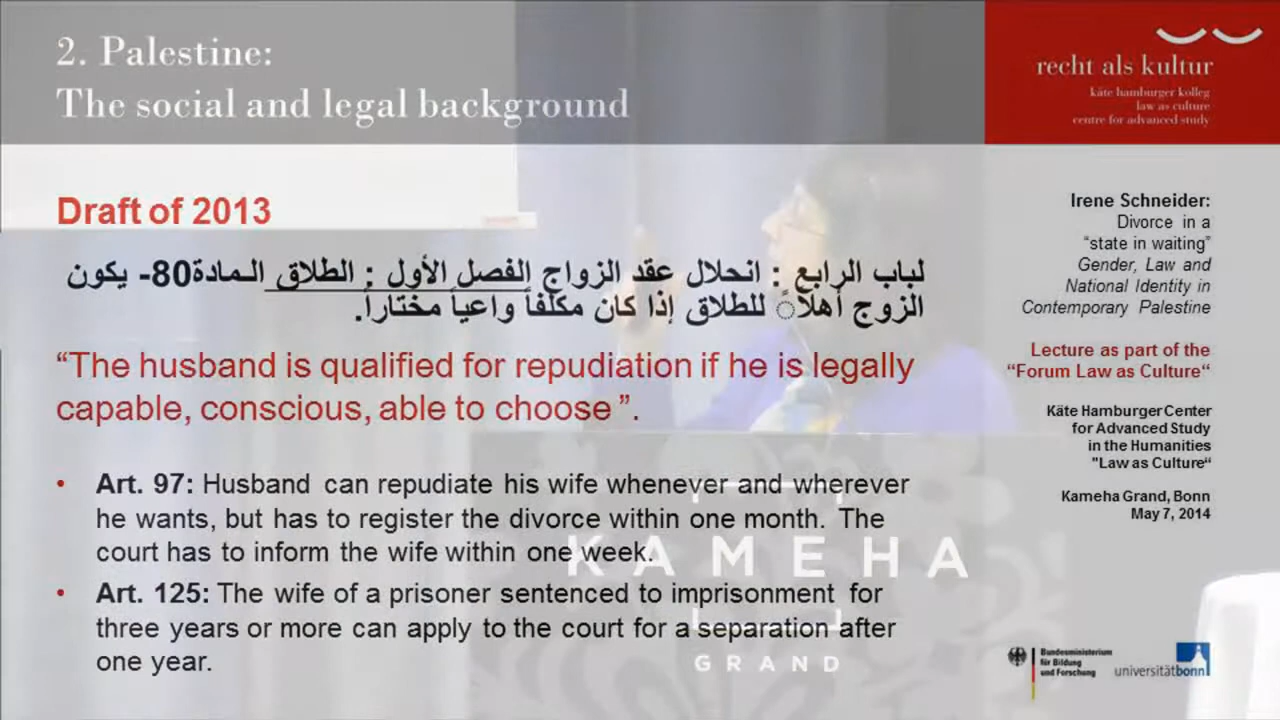 2. Palestine:
The social and legal background
recht als kultur
käte hamburger kolleg
law as culture
centre for advanced study
Draft of 2013
لباب الرابع : انحلال عقد الزواج الفصل الأول : الطلاق المادة80- يكون
الزوج أهلاً للطلاق إذا كان مكلفاً واعياً مختاراً.
“The husband is qualified for repudiation if he is legally
capable, conscious, able to choose ”.
• Art. 97: Husband can repudiate his wife whenever and wherever
he wants, but has to register the divorce within one month. The
court has to inform the wife within one week.
• Art. 125: The wife of a prisoner sentenced to imprisonment for
three years or more can apply to the court for a separation after
one year.
Irene Schneider:
Divorce in a
“state in waiting”
Gender, Law and
National Identity in
Contemporary Palestine
Lecture as part of the
“Forum Law as Culture“
Käte Hamburger Center
for Advanced Study
in the Humanities
"Law as Culture“
Kameha Grand, Bonn
May 7, 2014
KAMEHA
GRAND
Bundesministerium
für Bildung
und Forschung
universitätbonn